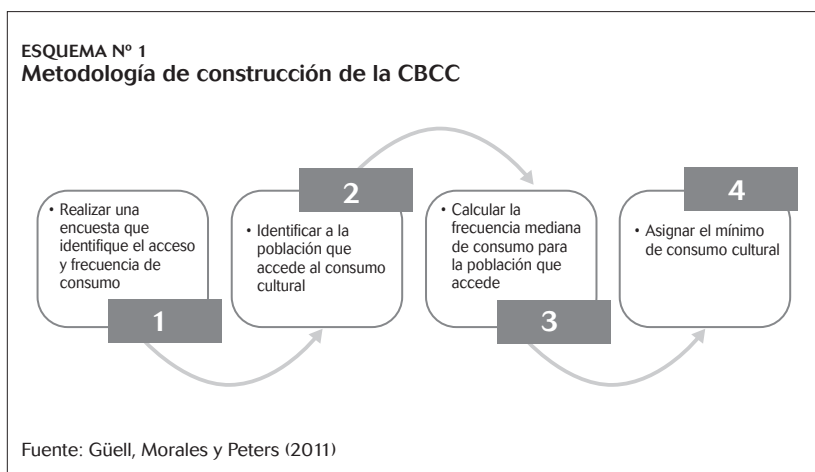 ESQUEMA Nº 1
Metodología de construcción de la CBCC
• Realizar una
encuesta que
identifique el acceso
y frecuencia de
consumo
1
2
• Identificar a la
población que
accede al consumo
cultural
• Calcular la
frecuencia mediana
de consumo para
la población que
accede
3
4
• Asignar el mínimo
de consumo cultural
Fuente: Güell, Morales y Peters (2011)